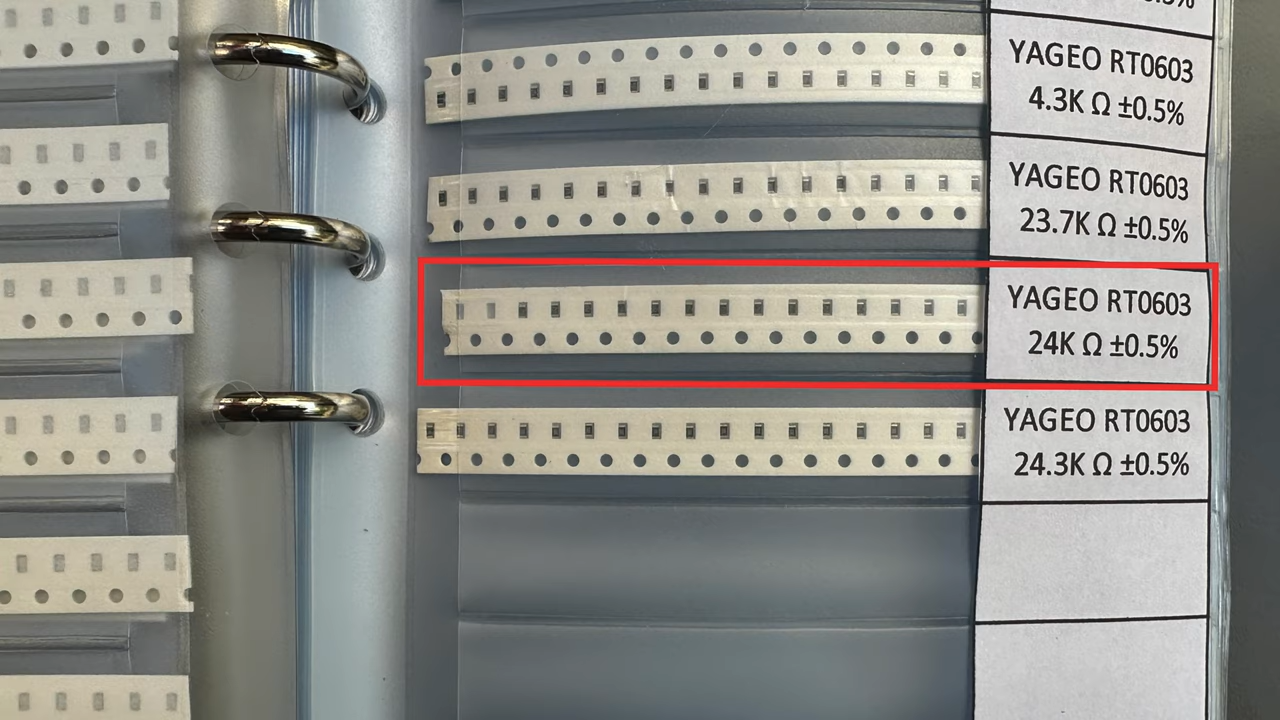 YAGEO RT0603
4.3K Ω ±0.5%
YAGEO RT0603
23.7K Ω ±0.5%
YAGEO RT0603
24K Ω ±0.5%
YAGEO RT0603
24.3K Ω ±0.5%